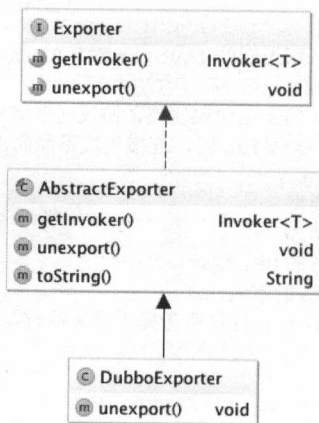 I Exporter
m getInvoker() Invoker<T>
m unexport() void
C AbstractExporter
m getInvoker() Invoker<T>
m unexport() void
m toString() String
C DubboExporter
m unexport() void